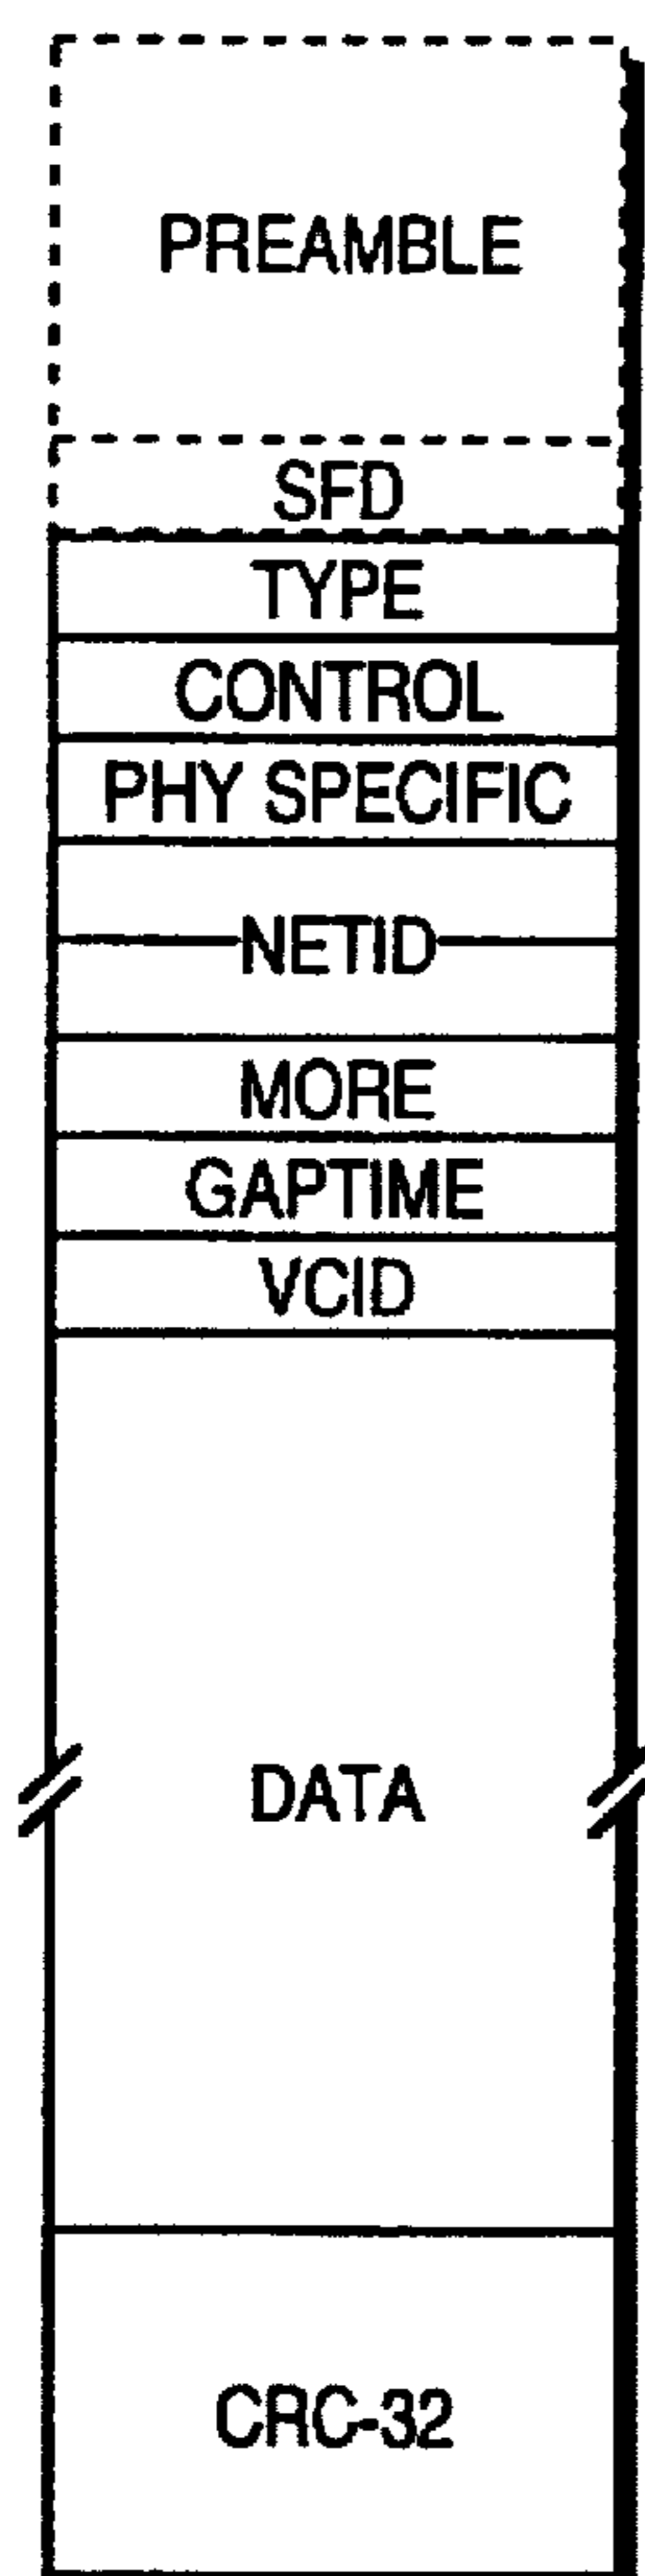 PREAMBLE
SFD
TYPE
CONTROL
PHY SPECIFIC
NETID
MORE
GAPTIME
VCID
DATA
CRC-32